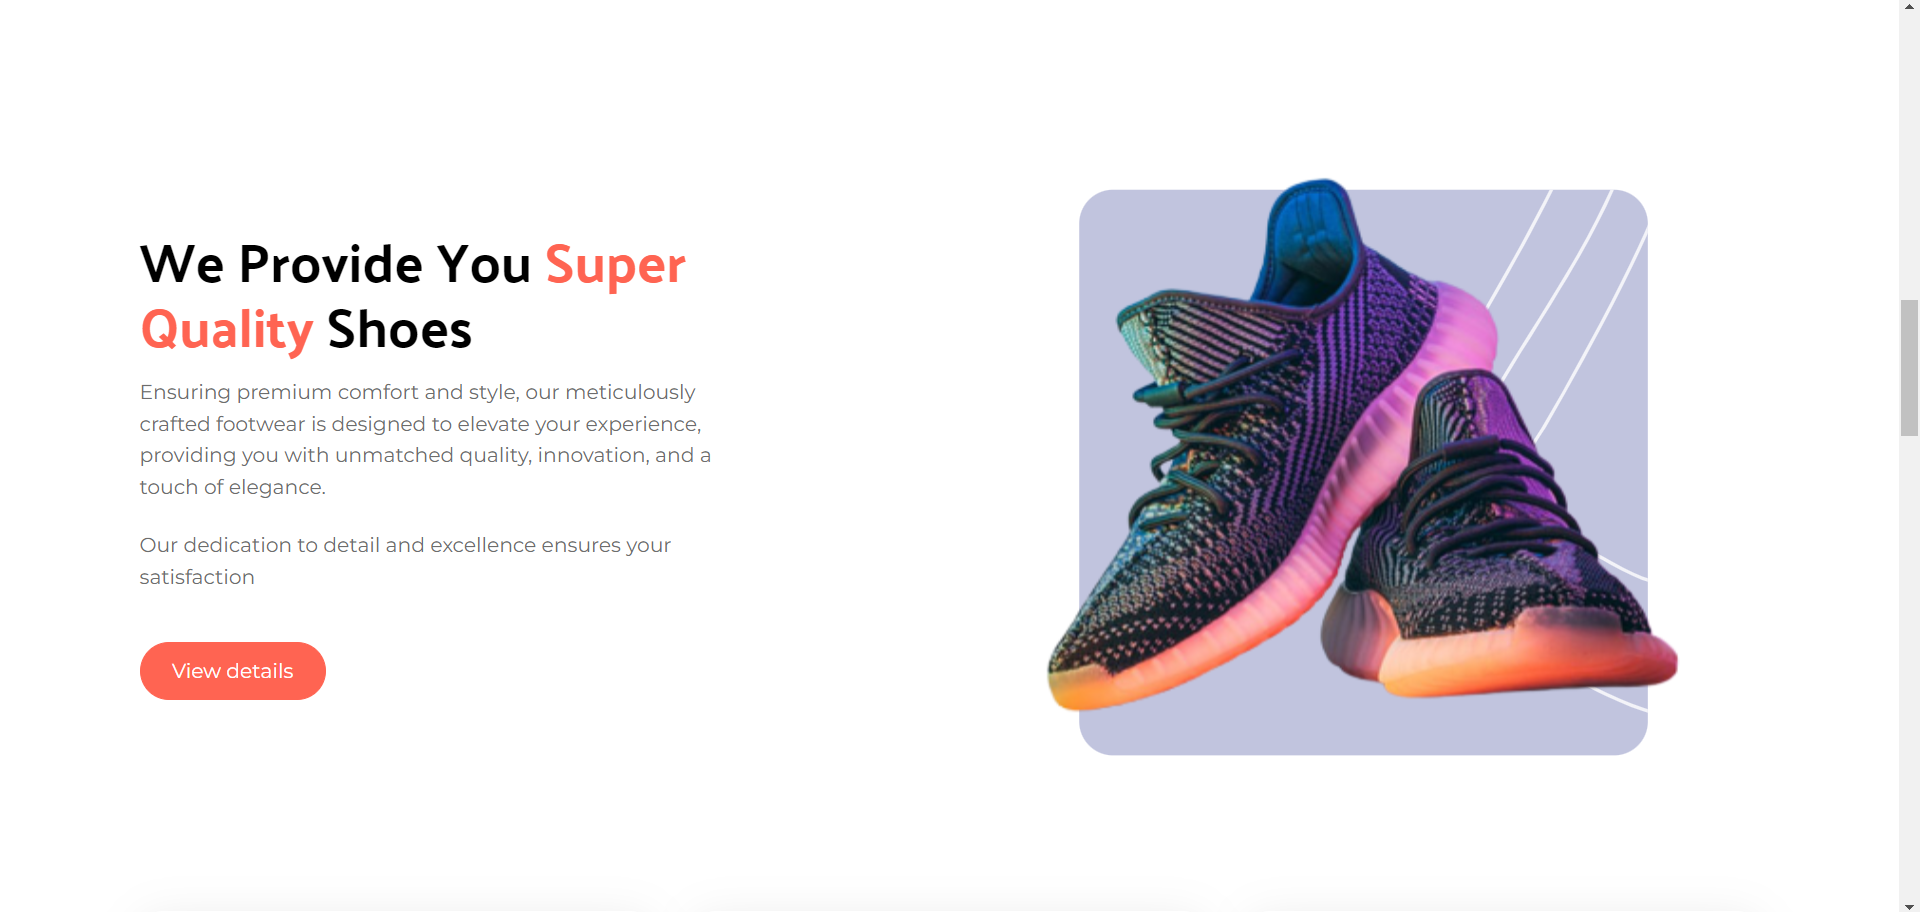 We Provide You Super
Quality Shoes
Ensuring premium comfort and style, our meticulously
crafted footwear is designed to elevate your experience,
providing you with unmatched quality, innovation, and a
touch of elegance.
Our dedication to detail and excellence ensures your
satisfaction
View details